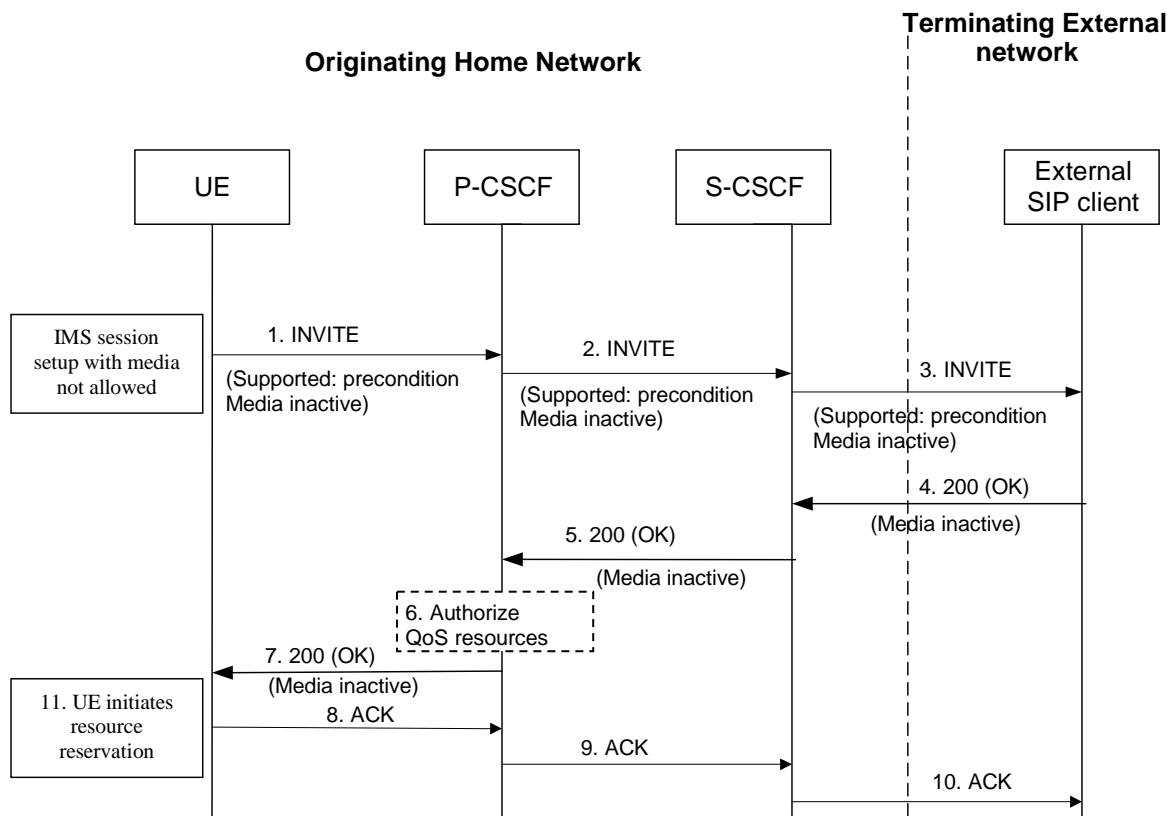 Terminating External
network
Originating Home Network
UE
P-CSCF
S-CSCF
External
SIP client
IMS session
setup with media
not allowed
1. INVITE
(Supported: precondition
Media inactive)
2. INVITE
(Supported: precondition
Media inactive)
3. INVITE
(Supported: precondition
Media inactive)
4. 200 (OK)
(Media inactive)
5. 200 (OK)
(Media inactive)
6. Authorize
QoS resources
7. 200 (OK)
(Media inactive)
11. UE initiates
resource
reservation
8. ACK
9. ACK
10. ACK